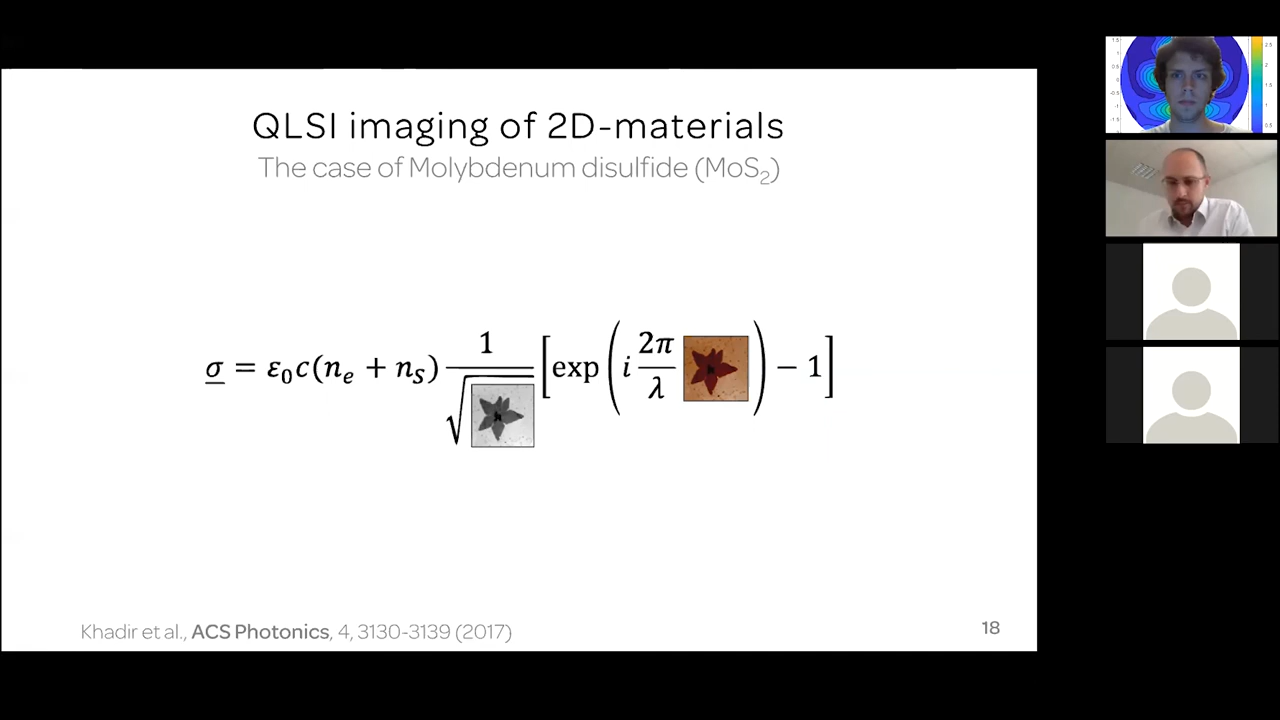 QLSI imaging of 2D-materials
The case of Molybdenum disulfide (MoS₂)
σ = ε₀c(nₑ + nₛ) 1/√ [exp(i 2π/λ ) − 1]
Khadir et al., ACS Photonics, 4, 3130-3139 (2017)
18